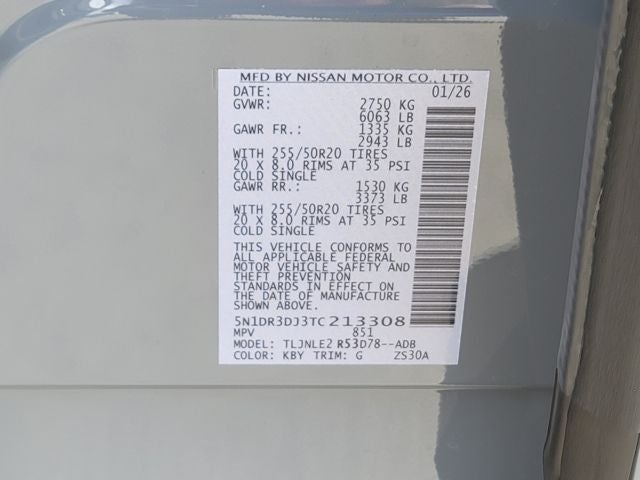 MFD BY NISSAN MOTOR CO., LTD.
DATE: 01/26
GVWR: 2750 KG
6063 LB
GAWR FR.: 1335 KG
2943 LB
WITH 255/50R20 TIRES
20 X 8.0 RIMS AT 35 PSI
COLD SINGLE
GAWR RR.: 1530 KG
3373 LB
WITH 255/50R20 TIRES
20 X 8.0 RIMS AT 35 PSI
COLD SINGLE
THIS VEHICLE CONFORMS TO
ALL APPLICABLE FEDERAL
MOTOR VEHICLE SAFETY AND
THEFT PREVENTION
STANDARDS IN EFFECT ON
THE DATE OF MANUFACTURE
SHOWN ABOVE.
5N1DR3DJ3TC213308
MPV 851
MODEL: TLJNLE2 R53D78--ADB
COLOR: KBY TRIM: G ZS30A